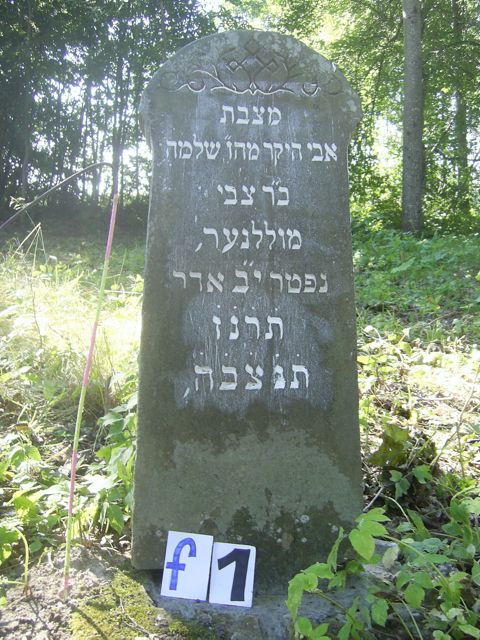 מצבת
אבי היקר מהו״ שלמה
בר צבי
מוללנער,
נפטר י״ב אדר
תרנז
תנצבה,
f 1